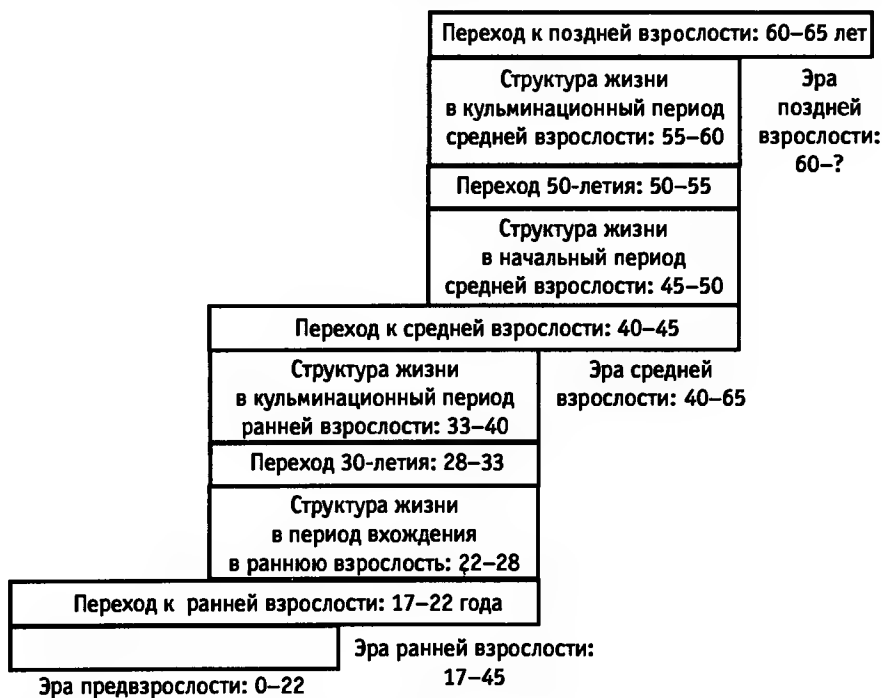 Переход к поздней взрослости: 60–65 лет
Структура жизни
в кульминационный период
средней взрослости: 55–60
Эра
поздней
взрослости:
60–?
Переход 50-летия: 50–55
Структура жизни
в начальный период
средней взрослости: 45–50
Переход к средней взрослости: 40–45
Структура жизни
в кульминационный период
ранней взрослости: 33–40
Эра средней
взрослости: 40–65
Переход 30-летия: 28–33
Структура жизни
в период вхождения
в раннюю взрослость: 22–28
Переход к ранней взрослости: 17–22 года
Эра ранней взрослости:
17–45
Эра предвзрослости: 0–22